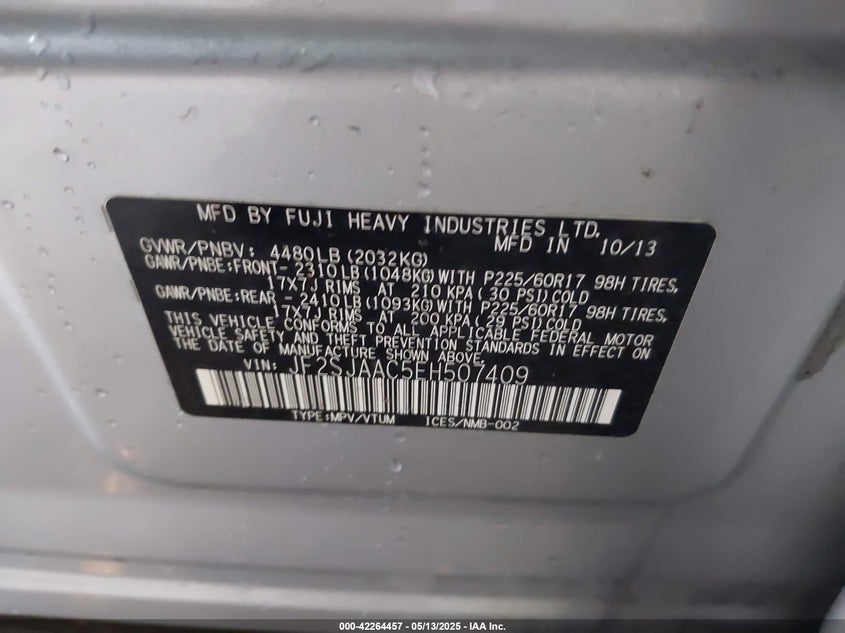 MFD BY FUJI HEAVY INDUSTRIES LTD.
MFD IN 10/13
GVWR/PNBV: 4480LB (2032KG)
GAWR/PNBE:FRONT- 2310LB(1048KG)WITH P225/60R17 98H TIRES,
17X7J RIMS AT 210 KPA( 30 PSI)COLD
GAWR/PNBE:REAR - 2410LB(1093KG)WITH P225/60R17 98H TIRES,
17X7J RIMS AT 200 KPA( 29 PSI)COLD
THIS VEHICLE CONFORMS TO ALL APPLICABLE FEDERAL MOTOR
VEHICLE SAFETY AND THEFT PREVENTION STANDARDS IN EFFECT ON
THE DATE OF MANUFACTURE SHOWN ABOVE.
VIN: JF2SJAAC5EH507409
TYPE:MPV/VTUM ICES/NMB-002
000-42264457 - 05/13/2025 - IAA Inc.